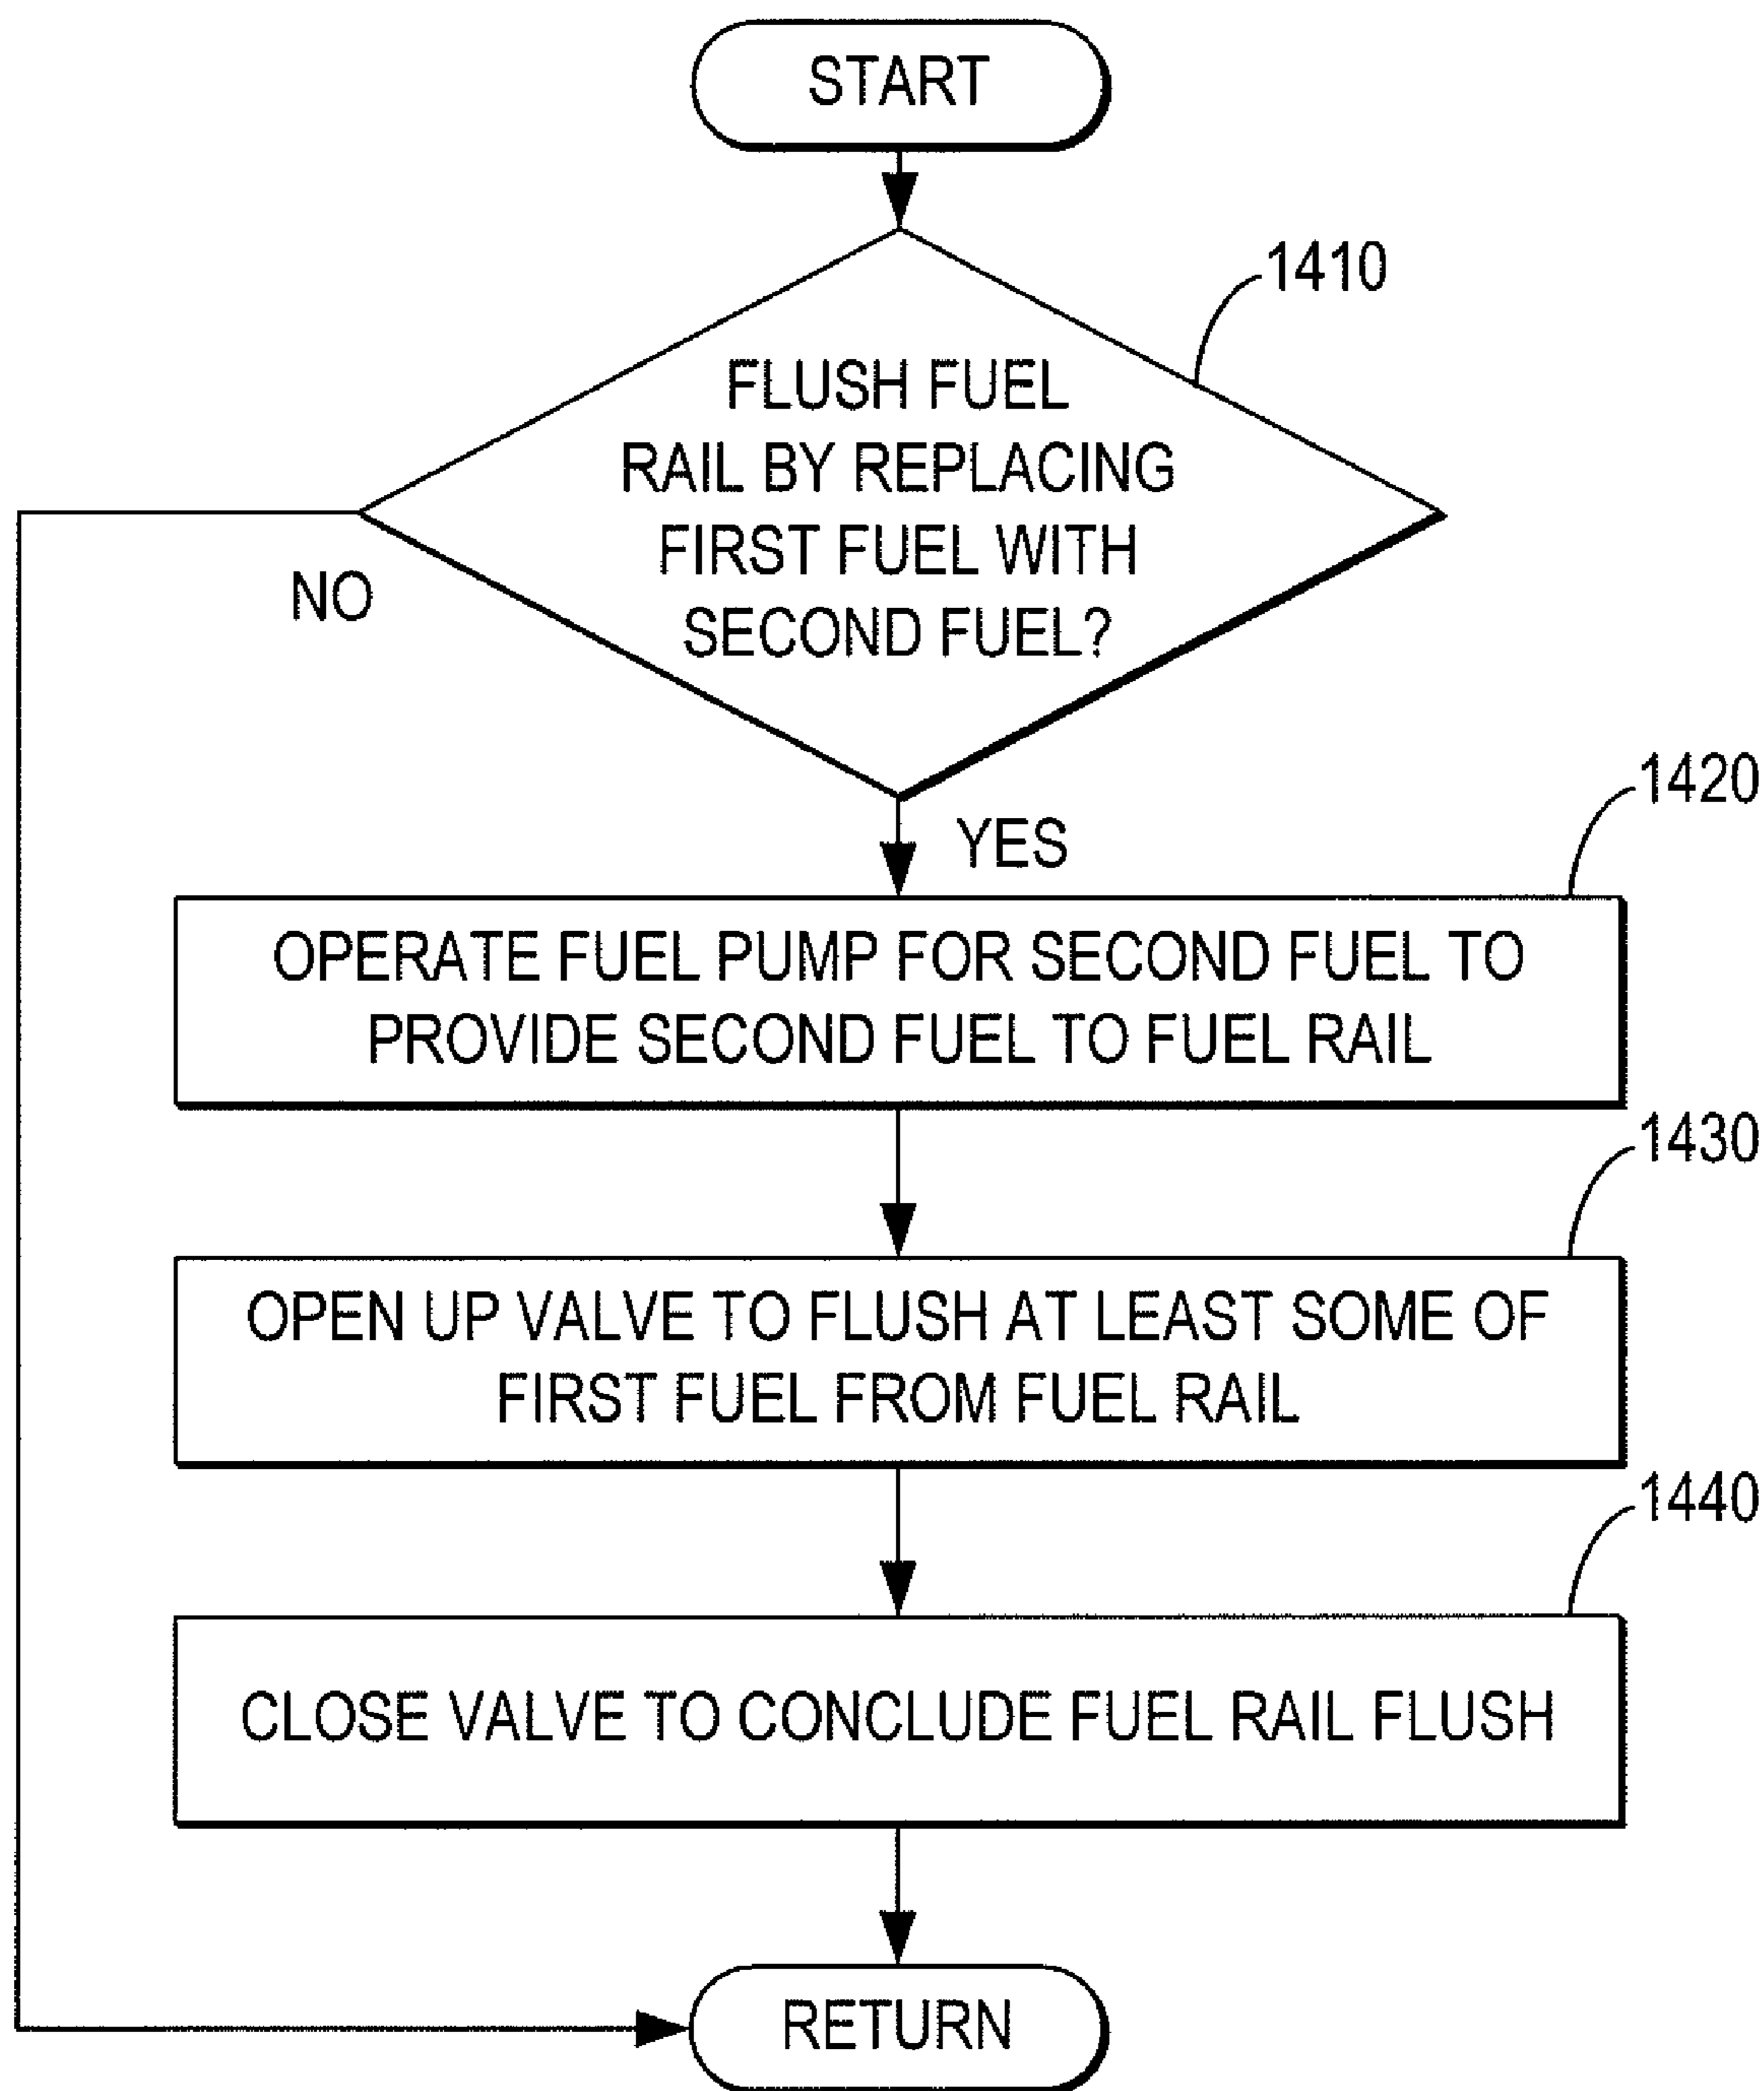 START
1410
FLUSH FUEL
RAIL BY REPLACING
FIRST FUEL WITH
SECOND FUEL?
NO
YES
1420
OPERATE FUEL PUMP FOR SECOND FUEL TO
PROVIDE SECOND FUEL TO FUEL RAIL
1430
OPEN UP VALVE TO FLUSH AT LEAST SOME OF
FIRST FUEL FROM FUEL RAIL
1440
CLOSE VALVE TO CONCLUDE FUEL RAIL FLUSH
RETURN